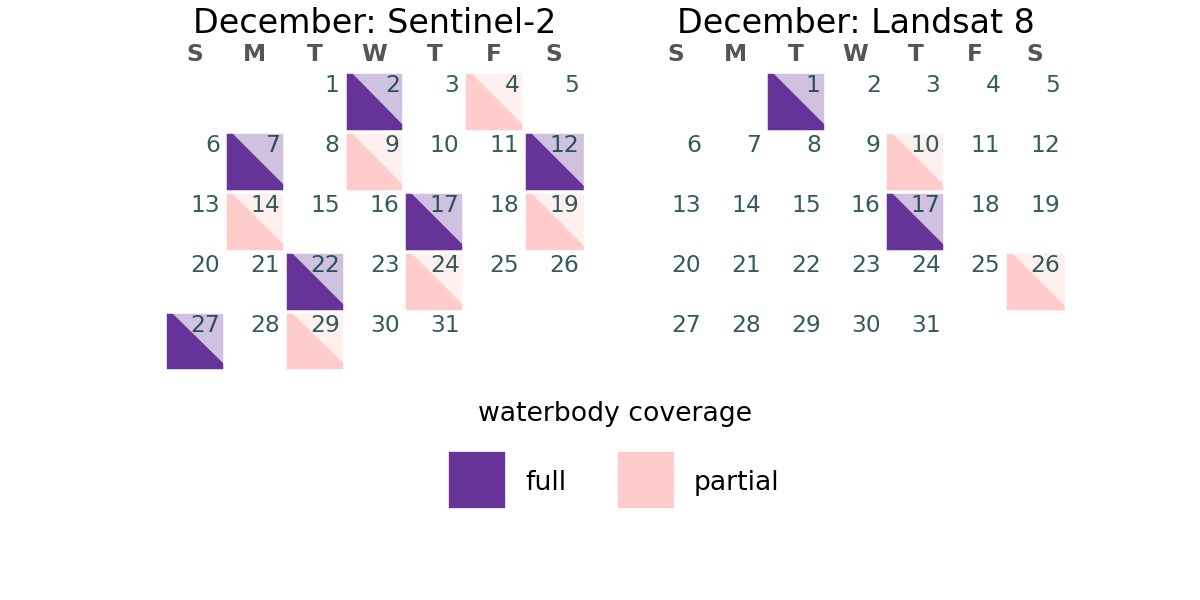 December: Sentinel-2
S M T W T F S
1 2 3 4 5
6 7 8 9 10 11 12
13 14 15 16 17 18 19
20 21 22 23 24 25 26
27 28 29 30 31
December: Landsat 8
S M T W T F S
1 2 3 4 5
6 7 8 9 10 11 12
13 14 15 16 17 18 19
20 21 22 23 24 25 26
27 28 29 30 31
waterbody coverage
full partial